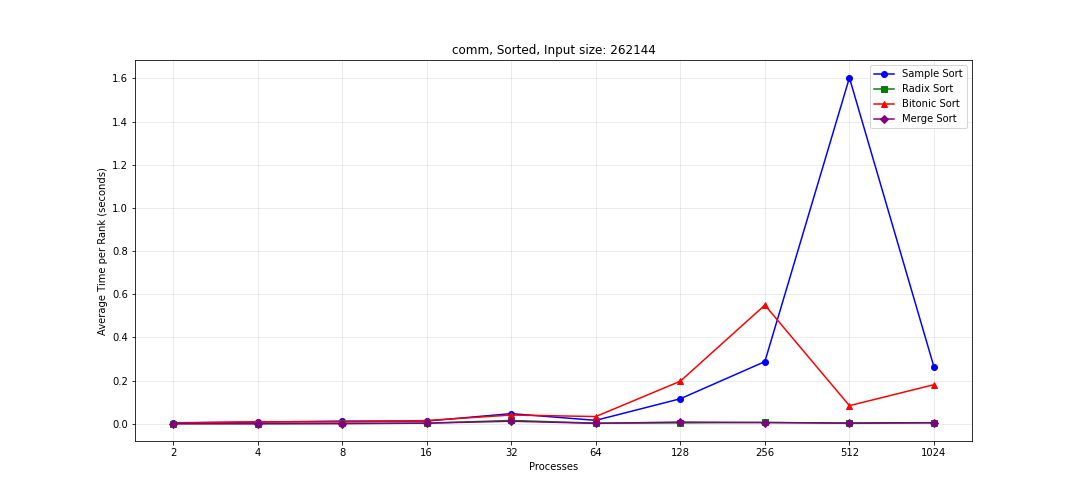 comm, Sorted, Input size: 262144
Sample Sort
Radix Sort
Bitonic Sort
Merge Sort
Average Time per Rank (seconds)
1.6
1.4
1.2
1.0
0.8
0.6
0.4
0.2
0.0
2 4 8 16 32 64 128 256 512 1024
Processes